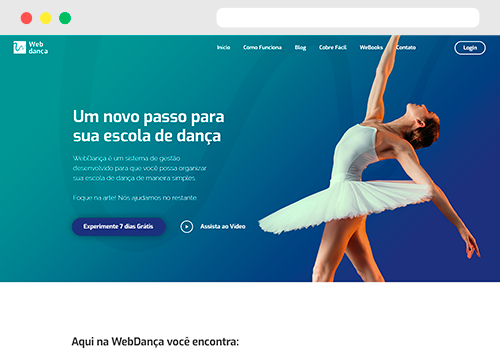 Web
dança
Início
Como Funciona
Blog
Cobre Fácil
WeBooks
Contato
Login
Um novo passo para
sua escola de dança
WebDança é um sistema de gestão
desenvolvido para que você possa organizar
sua escola de dança de maneira simples.
Foque na arte! Nós ajudamos no restante.
Experimente 7 dias Grátis
Assista ao Vídeo
Aqui na WebDança você encontra: